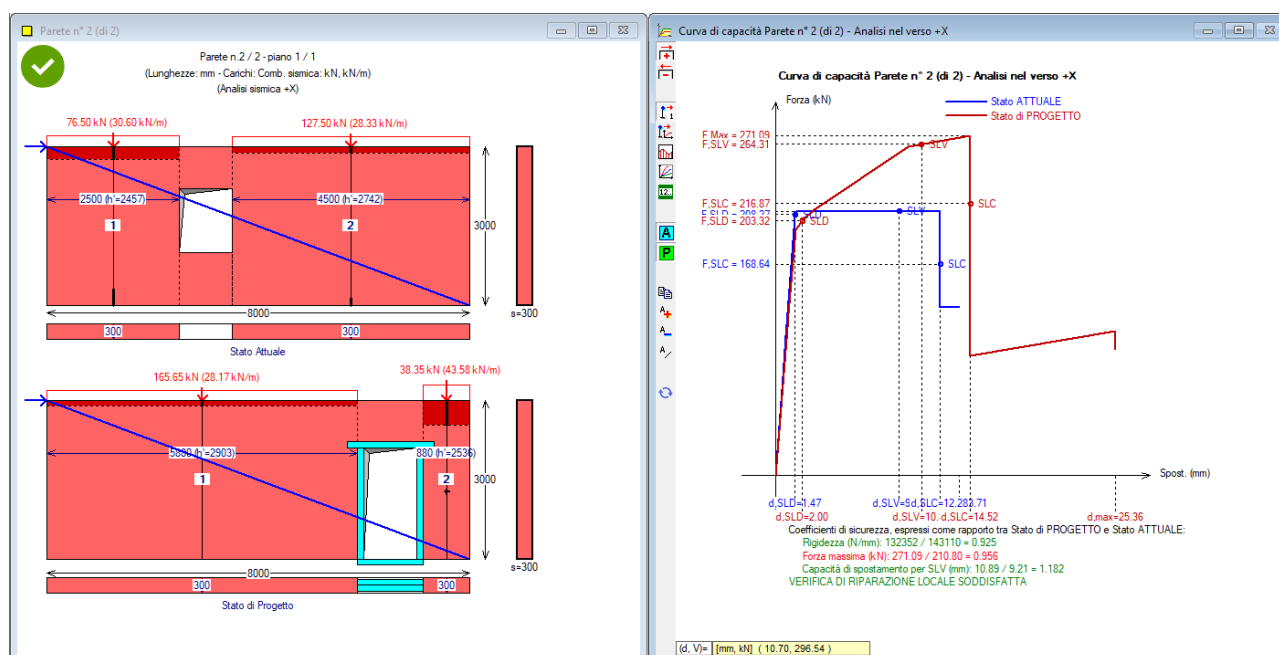 Parete n° 2 (di 2)
Parete n.2 / 2 - piano 1 / 1
(Lunghezze: mm - Carichi: Comb. sismica: kN, kN/m)
(Analisi sismica +X)
76.50 kN (30.60 kN/m)
127.50 kN (28.33 kN/m)
2500 (h'=2457)
4500 (h'=2742)
1
2
3000
8000
s=300
300
300
Stato Attuale
165.65 kN (28.17 kN/m)
38.35 kN (43.58 kN/m)
5800 (h'=2903)
880 (h'=2536)
1
2
3000
8000
s=300
300
300
Stato di Progetto
Curva di capacità Parete n° 2 (di 2) - Analisi nel verso +X
Curva di capacità Parete n° 2 (di 2) - Analisi nel verso +X
Forza (kN)
Stato ATTUALE
Stato di PROGETTO
F,Max = 271.09
F,SLV = 264.31
SLV
F,SLC = 216.87
SLC
F,SLD = 208.27
SLD
SLV
F,SLD = 203.32
SLD
F,SLC = 168.64
SLC
Spost. (mm)
d,SLD=1.47
d,SLC=12.28
d,SLD=2.00
d,SLC=14.52
d,max=25.36
Coefficienti di sicurezza, espressi come rapporto tra Stato di PROGETTO e Stato ATTUALE:
Rigidezza (N/mm): 132352 / 143110 = 0.925
Forza massima (kN): 271.09 / 210.80 = 0.956
Capacità di spostamento per SLV (mm): 10.89 / 9.21 = 1.182
VERIFICA DI RIPARAZIONE LOCALE SODDISFATTA
(d, V)= [mm, kN] ( 10.70, 296.54 )
12..
A
P
A
A
A